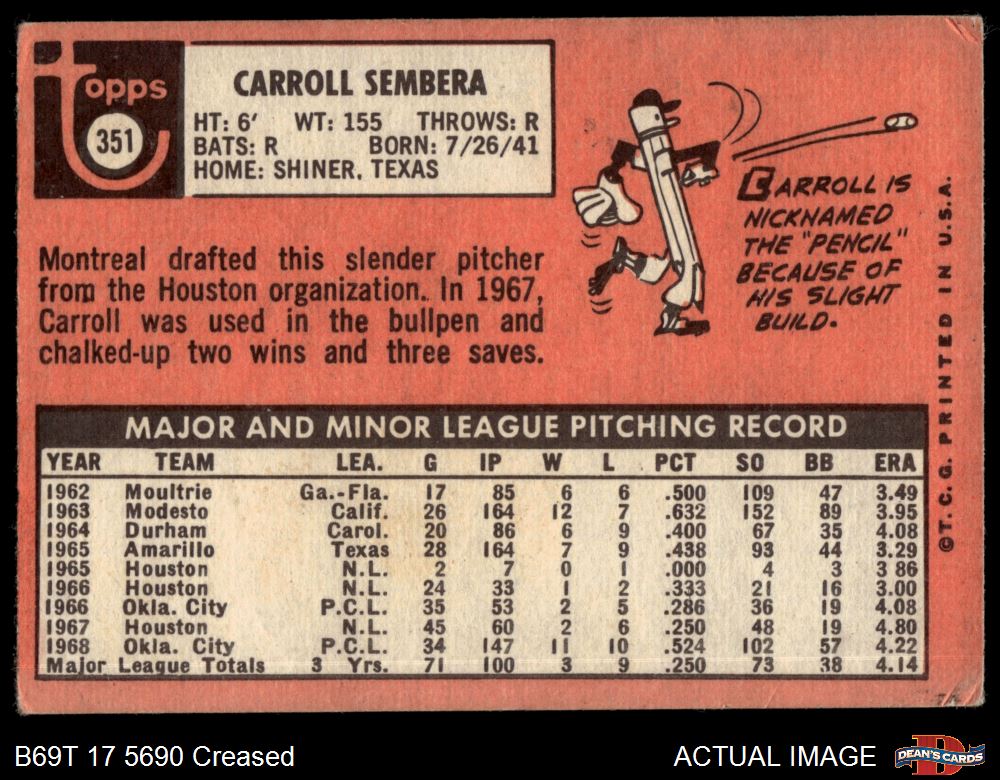 Topps
351
CARROLL SEMBERA
HT: 6' WT: 155 THROWS: R
BATS: R BORN: 7/26/41
HOME: SHINER, TEXAS
CARROLL IS
NICKNAMED
THE "PENCIL"
BECAUSE OF
HIS SLIGHT
BUILD.
Montreal drafted this slender pitcher
from the Houston organization. In 1967,
Carroll was used in the bullpen and
chalked-up two wins and three saves.
©T. C. G. PRINTED IN U.S.A.
MAJOR AND MINOR LEAGUE PITCHING RECORD
YEAR TEAM LEA. G IP W L PCT SO BB ERA
1962 Moultrie Ga.-Fla. 17 85 6 6 .500 109 47 3.49
1963 Modesto Calif. 26 164 12 7 .632 152 89 3.95
1964 Durham Carol. 20 86 6 9 .400 67 35 4.08
1965 Amarillo Texas 28 164 7 9 .438 93 44 3.29
1965 Houston N.L. 2 7 0 1 .000 4 3 3 86
1966 Houston N.L. 24 33 1 2 .333 21 16 3.00
1966 Okla. City P.C.L. 35 53 2 5 .286 36 19 4.08
1967 Houston N.L. 45 60 2 6 .250 48 19 4.80
1968 Okla. City P.C.L. 34 147 11 10 .524 102 57 4.22
Major League Totals 3 Yrs. 71 100 3 9 .250 73 38 4.14
B69T 17 5690 Creased
ACTUAL IMAGE
DEAN'S CARDS